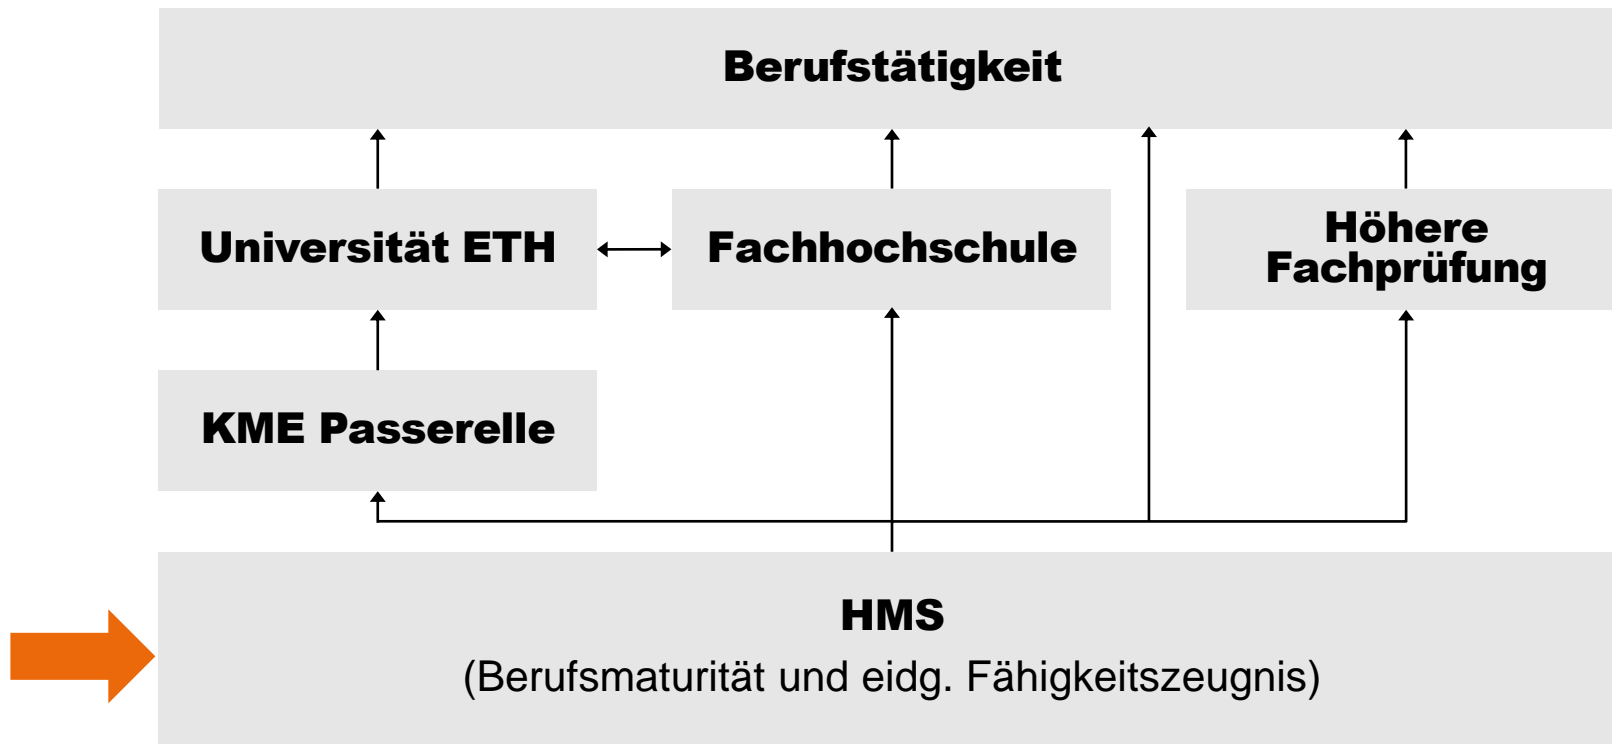 Berufstätigkeit
Universität ETH
Fachhochschule
Höhere
Fachprüfung
KME Passerelle
HMS
(Berufsmaturität und eidg. Fähigkeitszeugnis)